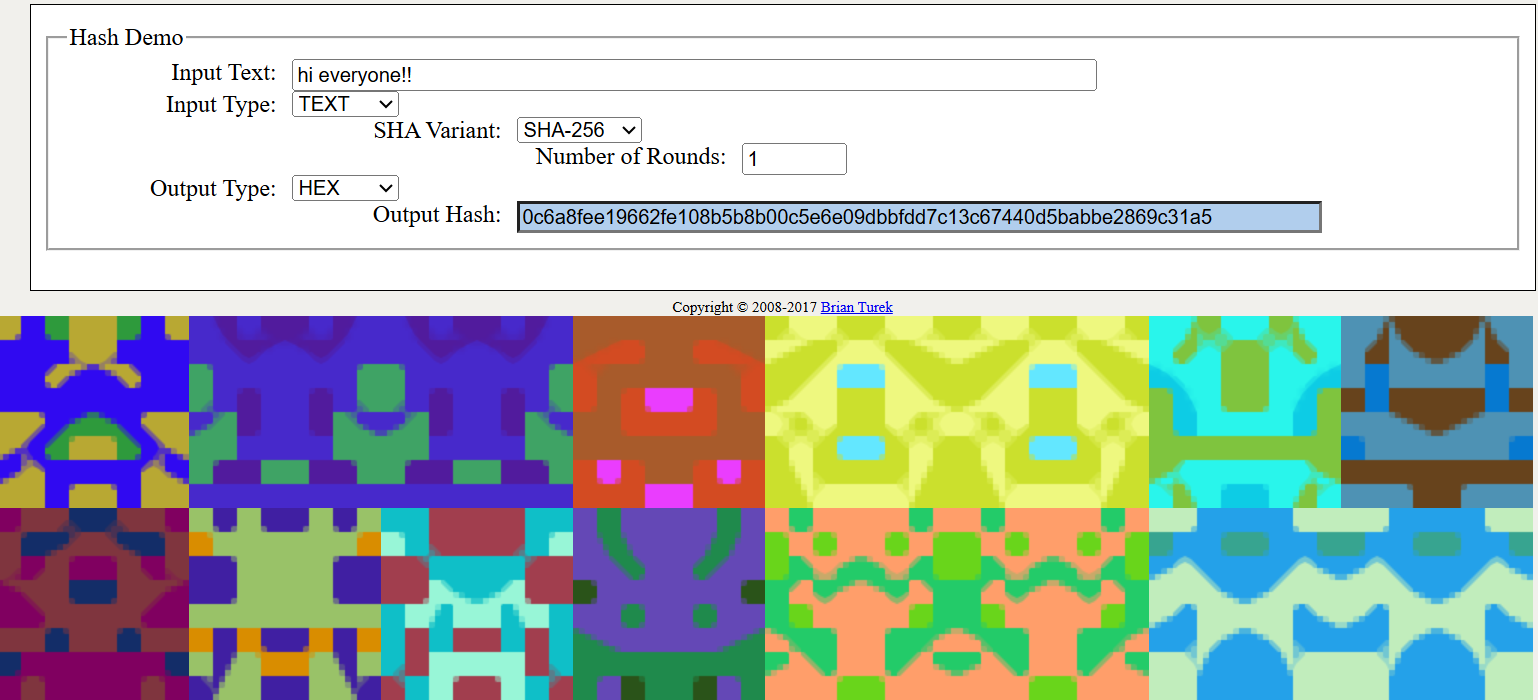 Hash Demo
Input Text: hi everyone!!
Input Type: TEXT
SHA Variant: SHA-256
Number of Rounds: 1
Output Type: HEX
Output Hash: 0c6a8fee19662fe108b5b8b00c5e6e09dbbfdd7c13c67440d5babbe2869c31a5
Copyright © 2008-2017 Brian Turek